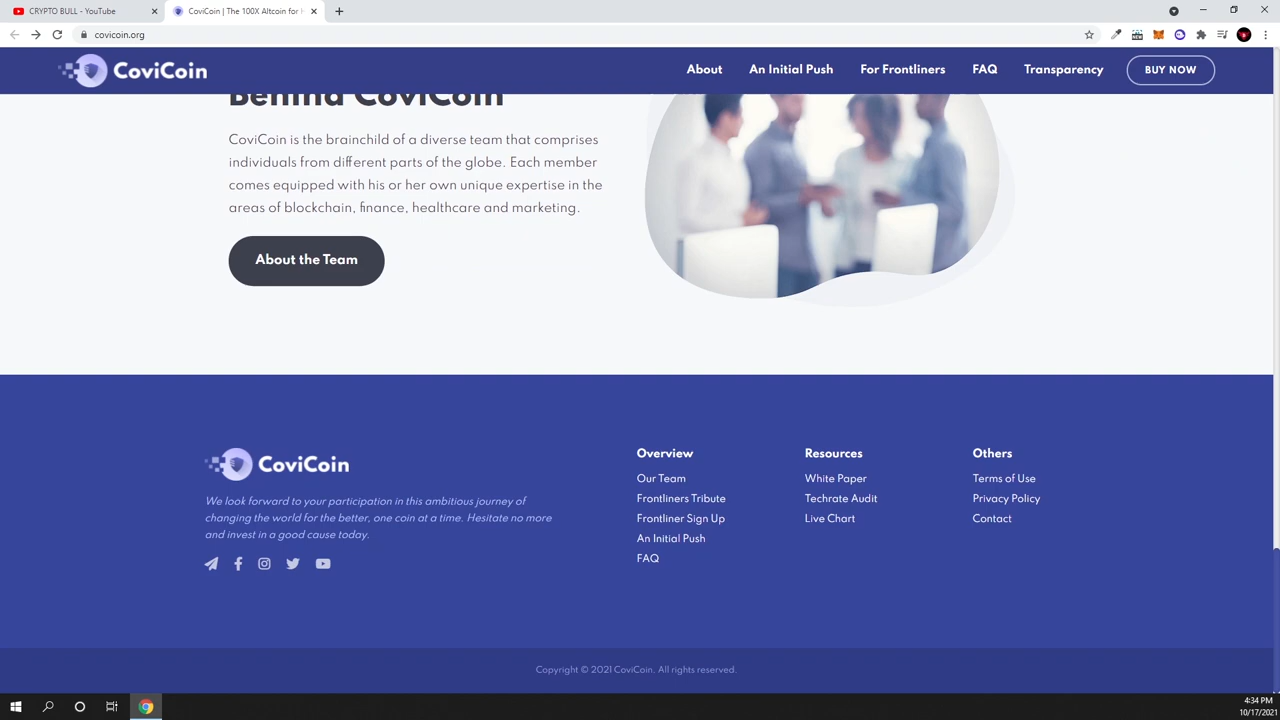 CRYPTO BULL - YouTube
CoviCoin | The 100X Altcoin for
covicoin.org
CoviCoin
About
An Initial Push
For Frontliners
FAQ
Transparency
BUY NOW
Behind CoviCoin
CoviCoin is the brainchild of a diverse team that comprises
individuals from different parts of the globe. Each member
comes equipped with his or her own unique expertise in the
areas of blockchain, finance, healthcare and marketing.
About the Team
CoviCoin
We look forward to your participation in this ambitious journey of
changing the world for the better, one coin at a time. Hesitate no more
and invest in a good cause today.
Overview
Our Team
Frontliners Tribute
Frontliner Sign Up
An Initial Push
FAQ
Resources
White Paper
Techrate Audit
Live Chart
Others
Terms of Use
Privacy Policy
Contact
Copyright © 2021 CoviCoin. All rights reserved.
4:34 PM
10/17/2021